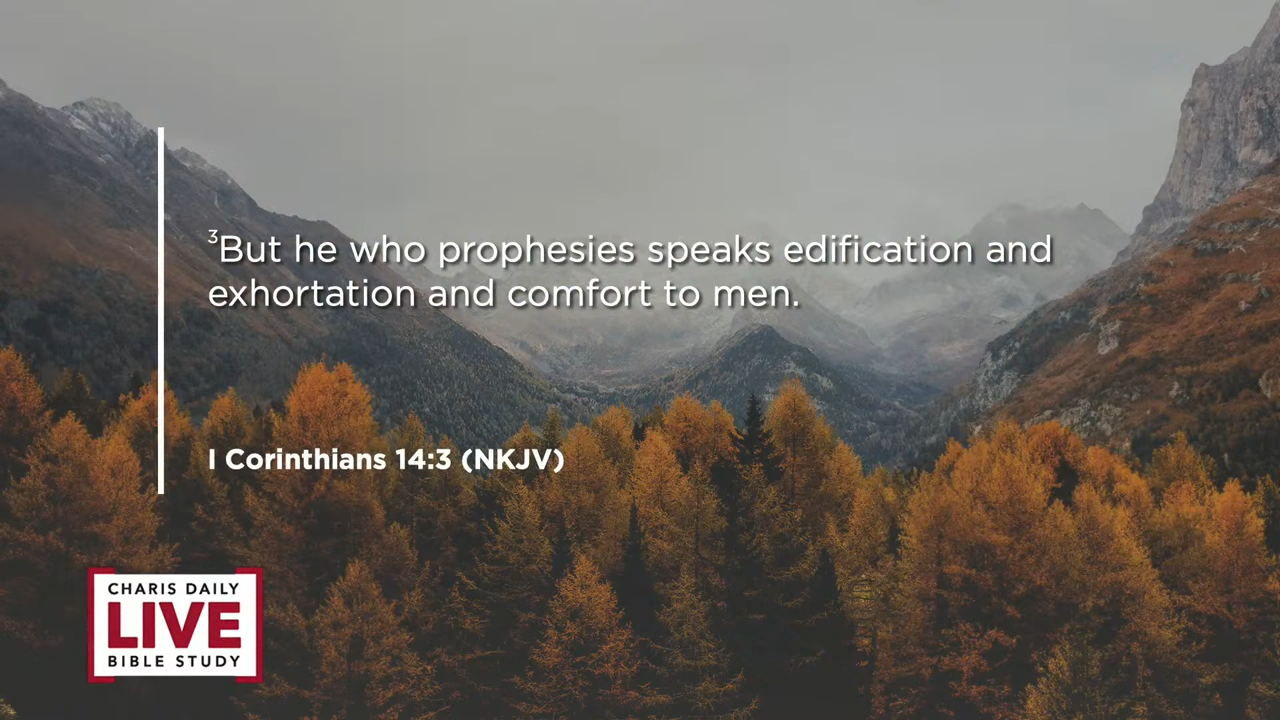 ³But he who prophesies speaks edification and
exhortation and comfort to men.
I Corinthians 14:3 (NKJV)
CHARIS DAILY
LIVE
BIBLE STUDY